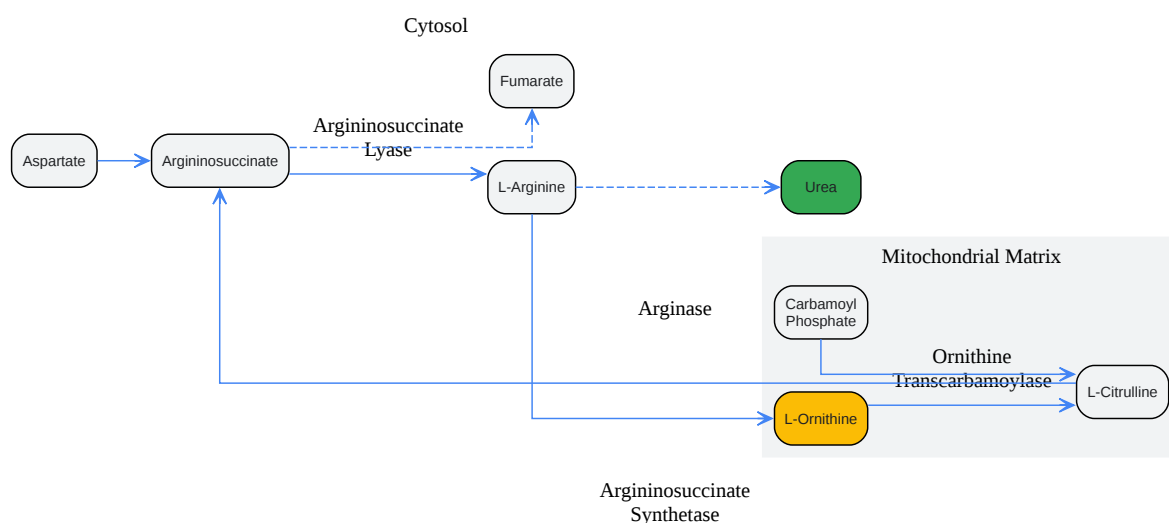 Cytosol
Fumarate
Argininosuccinate
Lyase
Aspartate
Argininosuccinate
L-Arginine
Urea
Mitochondrial Matrix
Arginase
Carbamoyl
Phosphate
Ornithine
Transcarbamoylase
L-Citrulline
L-Ornithine
Argininosuccinate
Synthetase